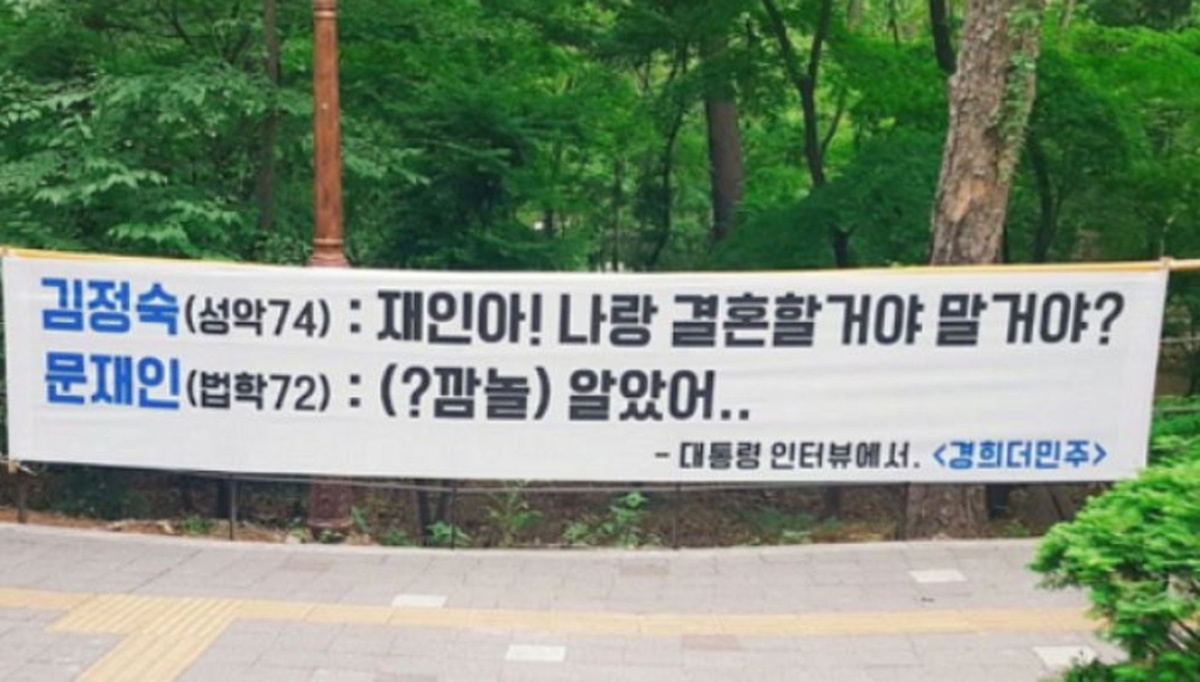 김정숙(성악74) : 재인아! 나랑 결혼할거야 말거야?
문재인(법학72) : (?깜놀) 알았어..
- 대통령 인터뷰에서. <경희더민주>